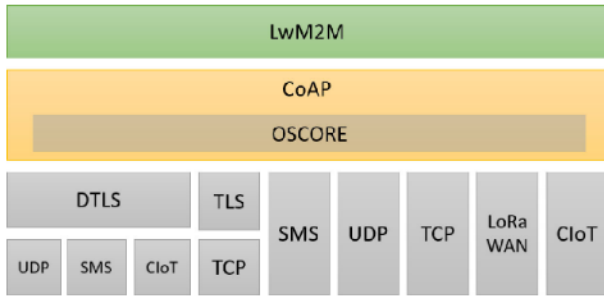 LwM2M
CoAP
OSCORE
DTLS
TLS
SMS
UDP
TCP
LoRa
WAN
CIoT
UDP
SMS
CIoT
TCP